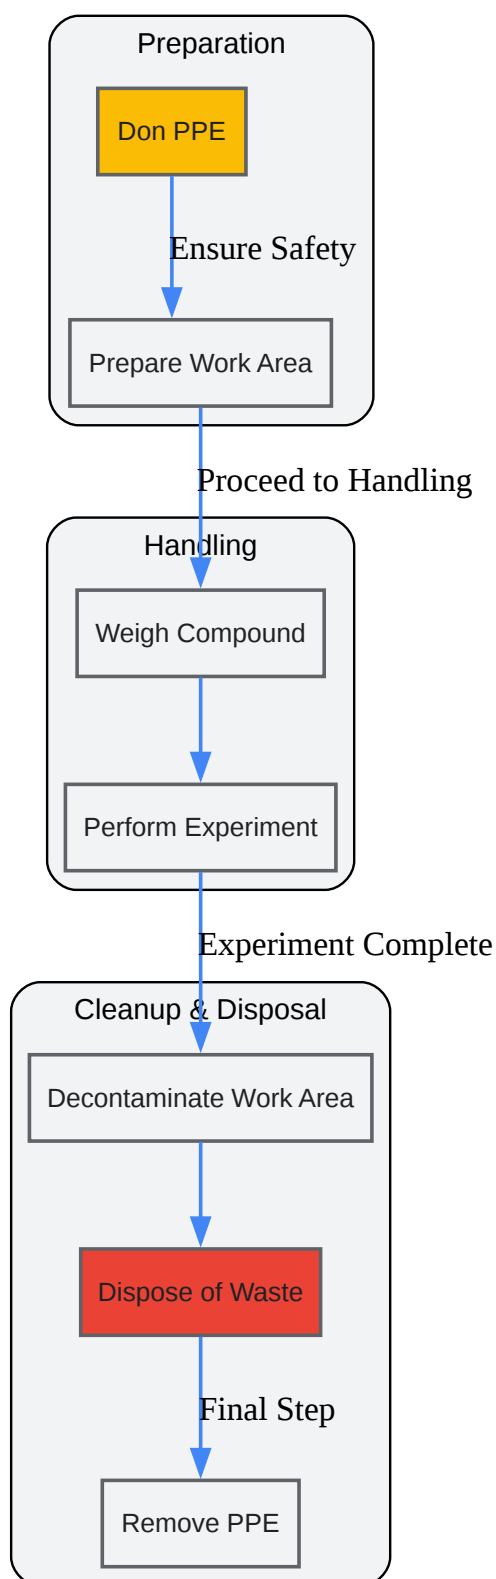 Preparation
Don PPE
Ensure Safety
Prepare Work Area
Proceed to Handling
Handling
Weigh Compound
Perform Experiment
Experiment Complete
Cleanup & Disposal
Decontaminate Work Area
Dispose of Waste
Final Step
Remove PPE